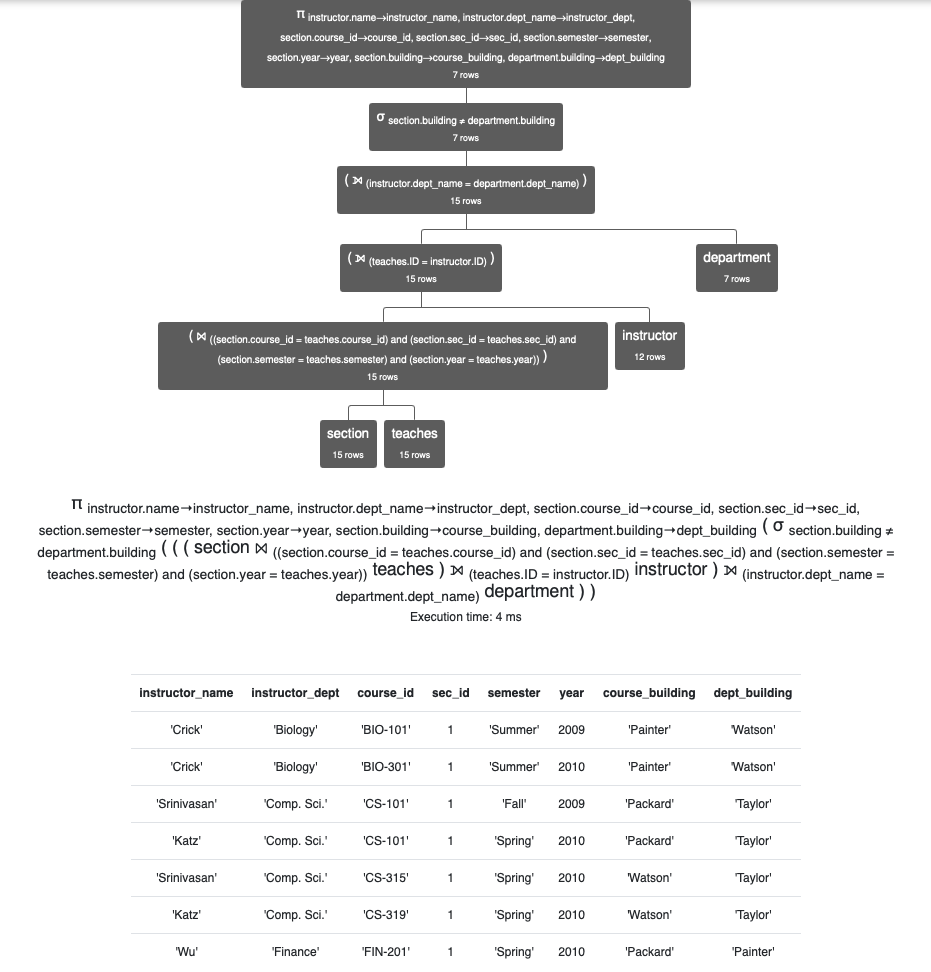 π instructor.name→instructor_name, instructor.dept_name→instructor_dept,
section.course_id→course_id, section.sec_id→sec_id, section.semester→semester,
section.year→year, section.building→course_building, department.building→dept_building
7 rows
σ section.building ≠ department.building
7 rows
( ⟕ (instructor.dept_name = department.dept_name) )
15 rows
( ⟕ (teaches.ID = instructor.ID) )
15 rows
department
7 rows
( ⋈ ((section.course_id = teaches.course_id) and (section.sec_id = teaches.sec_id) and
(section.semester = teaches.semester) and (section.year = teaches.year)) )
15 rows
instructor
12 rows
section
15 rows
teaches
15 rows
π instructor.name→instructor_name, instructor.dept_name→instructor_dept, section.course_id→course_id, section.sec_id→sec_id,
section.semester→semester, section.year→year, section.building→course_building, department.building→dept_building ( σ section.building ≠
department.building ( ( ( section ⋈ ((section.course_id = teaches.course_id) and (section.sec_id = teaches.sec_id) and (section.semester =
teaches.semester) and (section.year = teaches.year)) teaches ) ⟕ (teaches.ID = instructor.ID) instructor ) ⟕ (instructor.dept_name =
department.dept_name) department ) )
Execution time: 4 ms
instructor_name instructor_dept course_id sec_id semester year course_building dept_building
'Crick' 'Biology' 'BIO-101' 1 'Summer' 2009 'Painter' 'Watson'
'Crick' 'Biology' 'BIO-301' 1 'Summer' 2010 'Painter' 'Watson'
'Srinivasan' 'Comp. Sci.' 'CS-101' 1 'Fall' 2009 'Packard' 'Taylor'
'Katz' 'Comp. Sci.' 'CS-101' 1 'Spring' 2010 'Packard' 'Taylor'
'Srinivasan' 'Comp. Sci.' 'CS-315' 1 'Spring' 2010 'Watson' 'Taylor'
'Katz' 'Comp. Sci.' 'CS-319' 1 'Spring' 2010 'Watson' 'Taylor'
'Wu' 'Finance' 'FIN-201' 1 'Spring' 2010 'Packard' 'Painter'